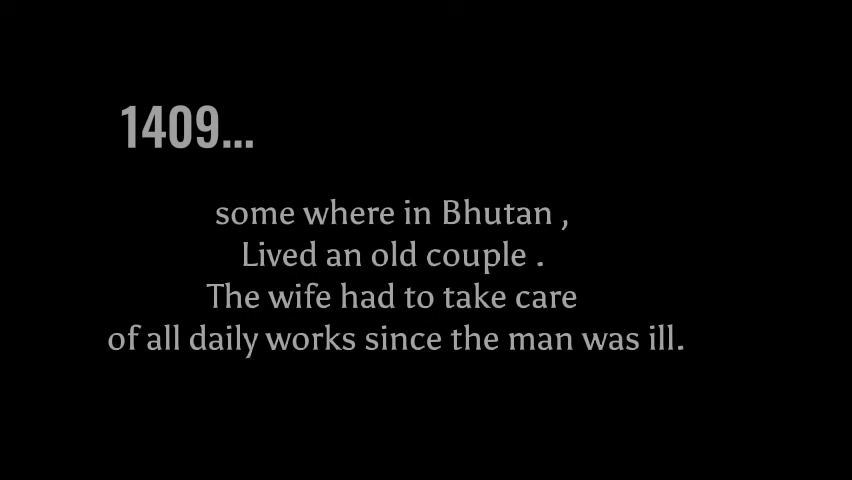 1409...
some where in Bhutan ,
Lived an old couple .
The wife had to take care
of all daily works since the man was ill.